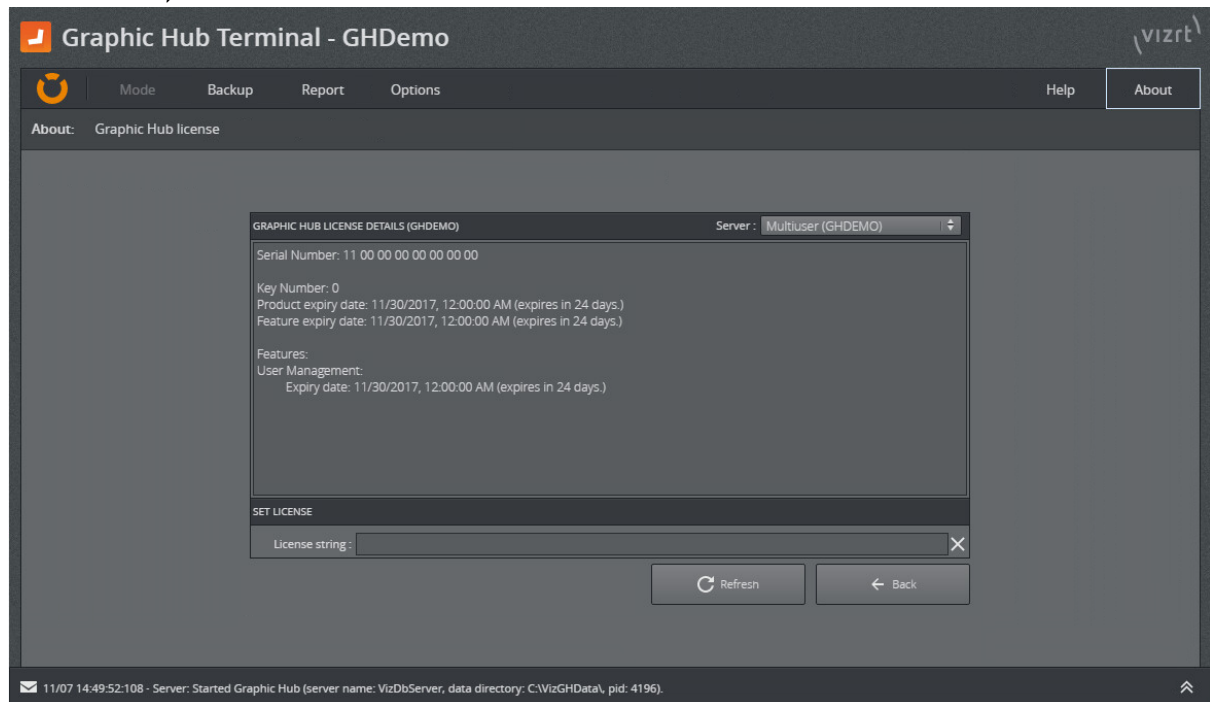 Graphic Hub Terminal - GHDemo
vizrt
Mode Backup Report Options Help About
About: Graphic Hub license
GRAPHIC HUB LICENSE DETAILS (GHDEMO) Server : Multiuser (GHDEMO)
Serial Number: 11 00 00 00 00 00 00 00
Key Number: 0
Product expiry date: 11/30/2017, 12:00:00 AM (expires in 24 days.)
Feature expiry date: 11/30/2017, 12:00:00 AM (expires in 24 days.)
Features:
User Management:
Expiry date: 11/30/2017, 12:00:00 AM (expires in 24 days.)
SET LICENSE
License string :
Refresh Back
11/07 14:49:52:108 - Server: Started Graphic Hub (server name: VizDbServer, data directory: C:\VizGHData\, pid: 4196).